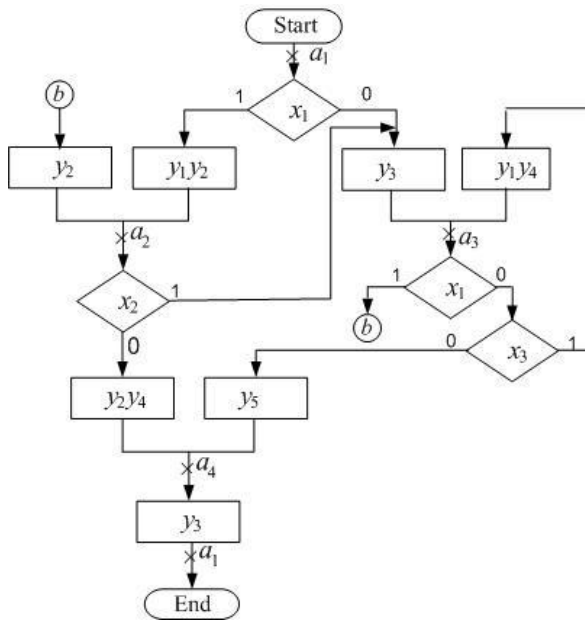 Start
a1
1 x1 0
b
y2 y1y2 y3 y1y4
a2 a3
x2 1
1 x1 0
b
0
0 x3 1
y2y4 y5
a4
y3
a1
End